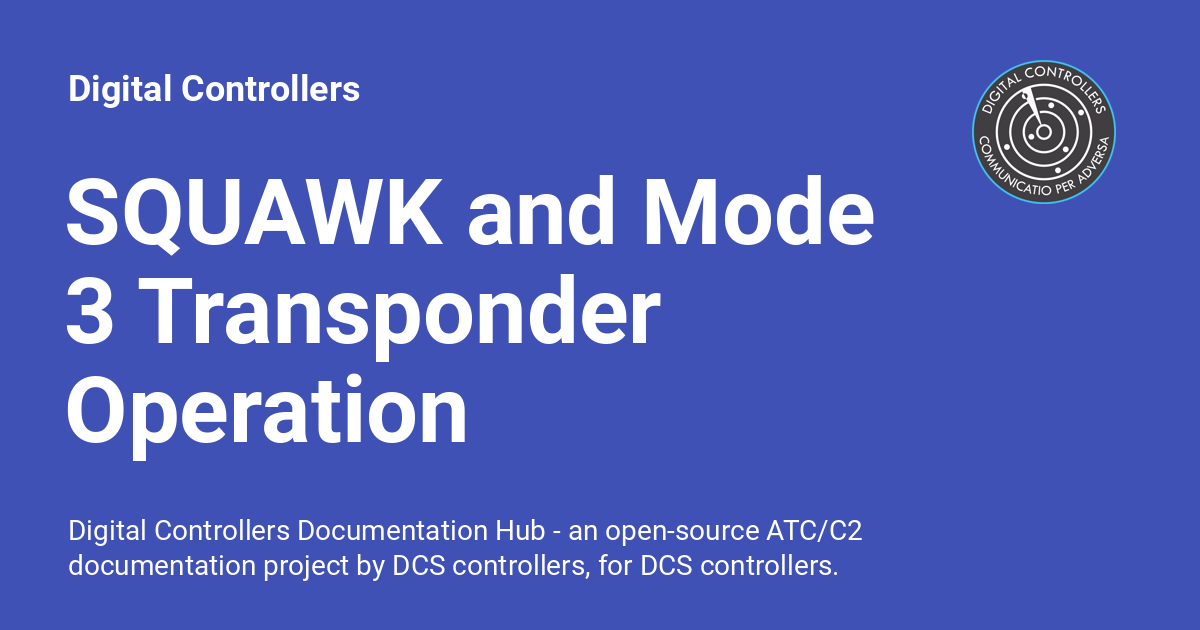 Digital Controllers
DIGITAL CONTROLLERS
COMMUNICATIO PER ADVERSA
SQUAWK and Mode
3 Transponder
Operation
Digital Controllers Documentation Hub - an open-source ATC/C2
documentation project by DCS controllers, for DCS controllers.